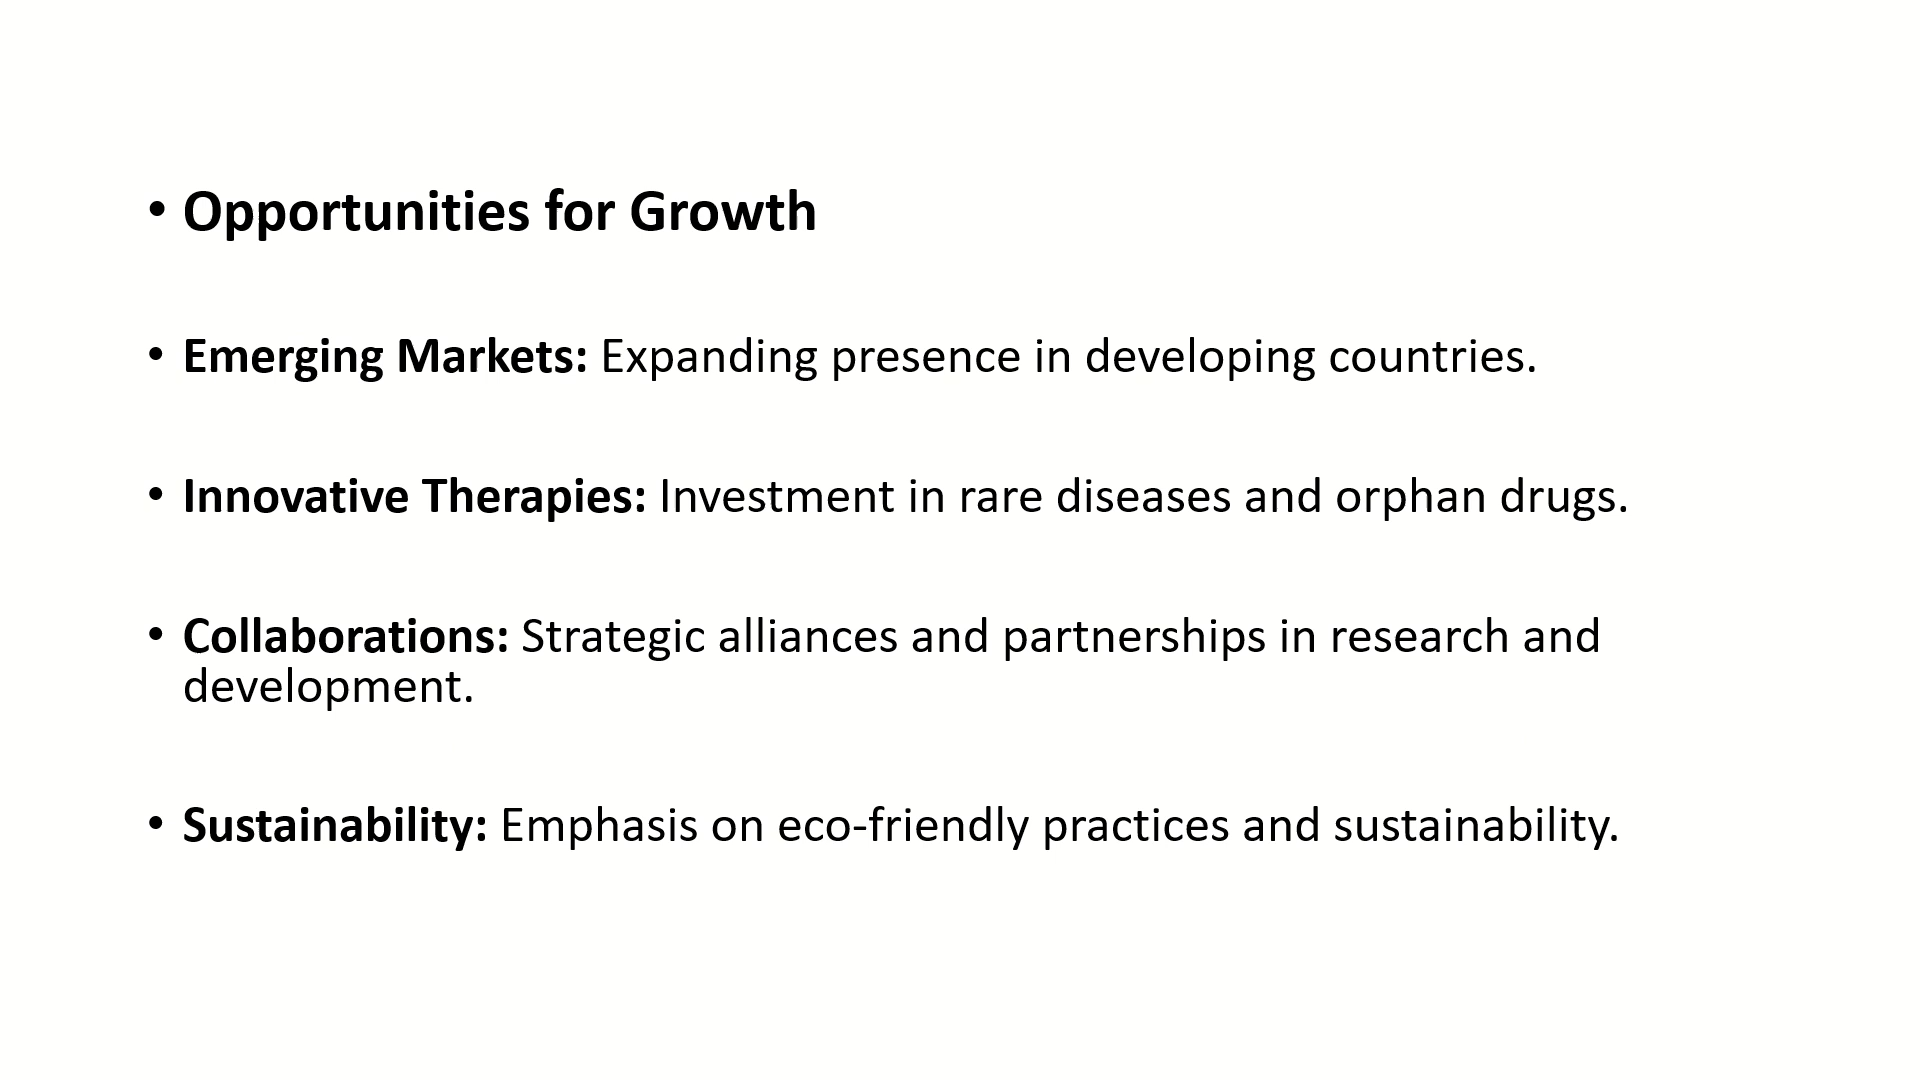 • Opportunities for Growth
• Emerging Markets: Expanding presence in developing countries.
• Innovative Therapies: Investment in rare diseases and orphan drugs.
• Collaborations: Strategic alliances and partnerships in research and
development.
• Sustainability: Emphasis on eco-friendly practices and sustainability.